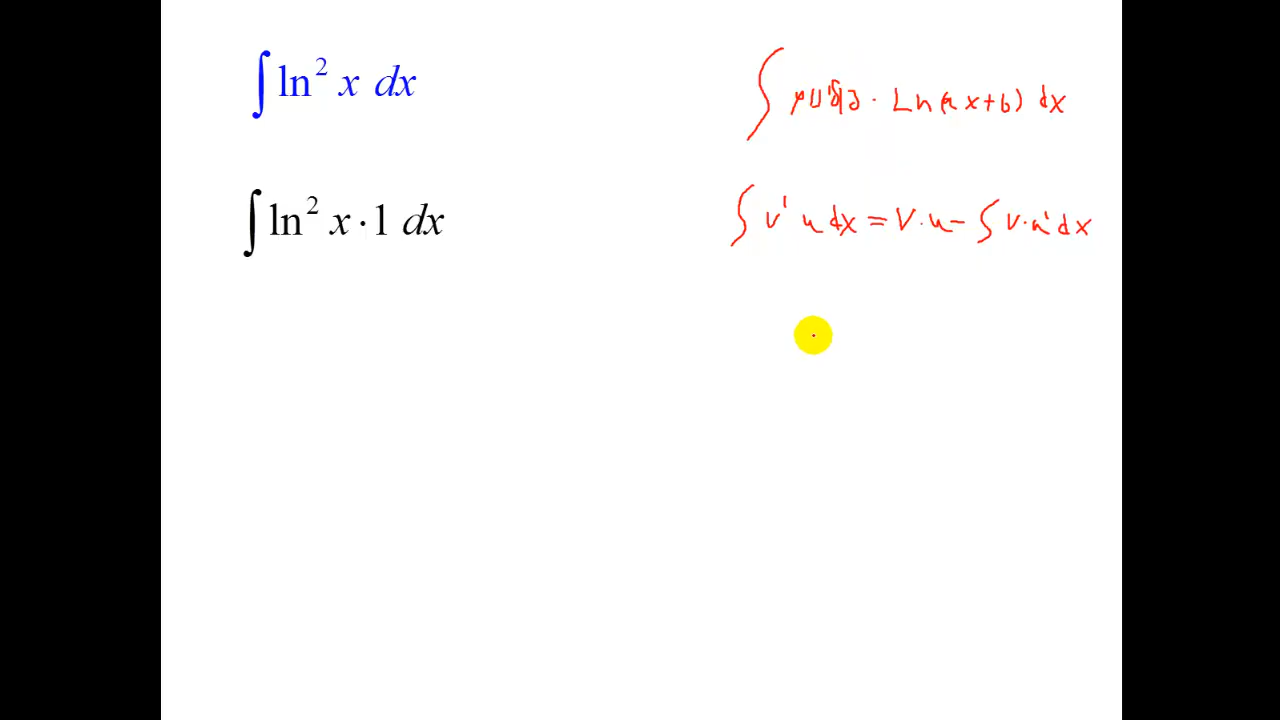 ∫ ln² x dx
∫ · Ln(ax+b) dx
∫ ln² x · 1 dx
∫ v' u dx = v·u − ∫ v·u' dx